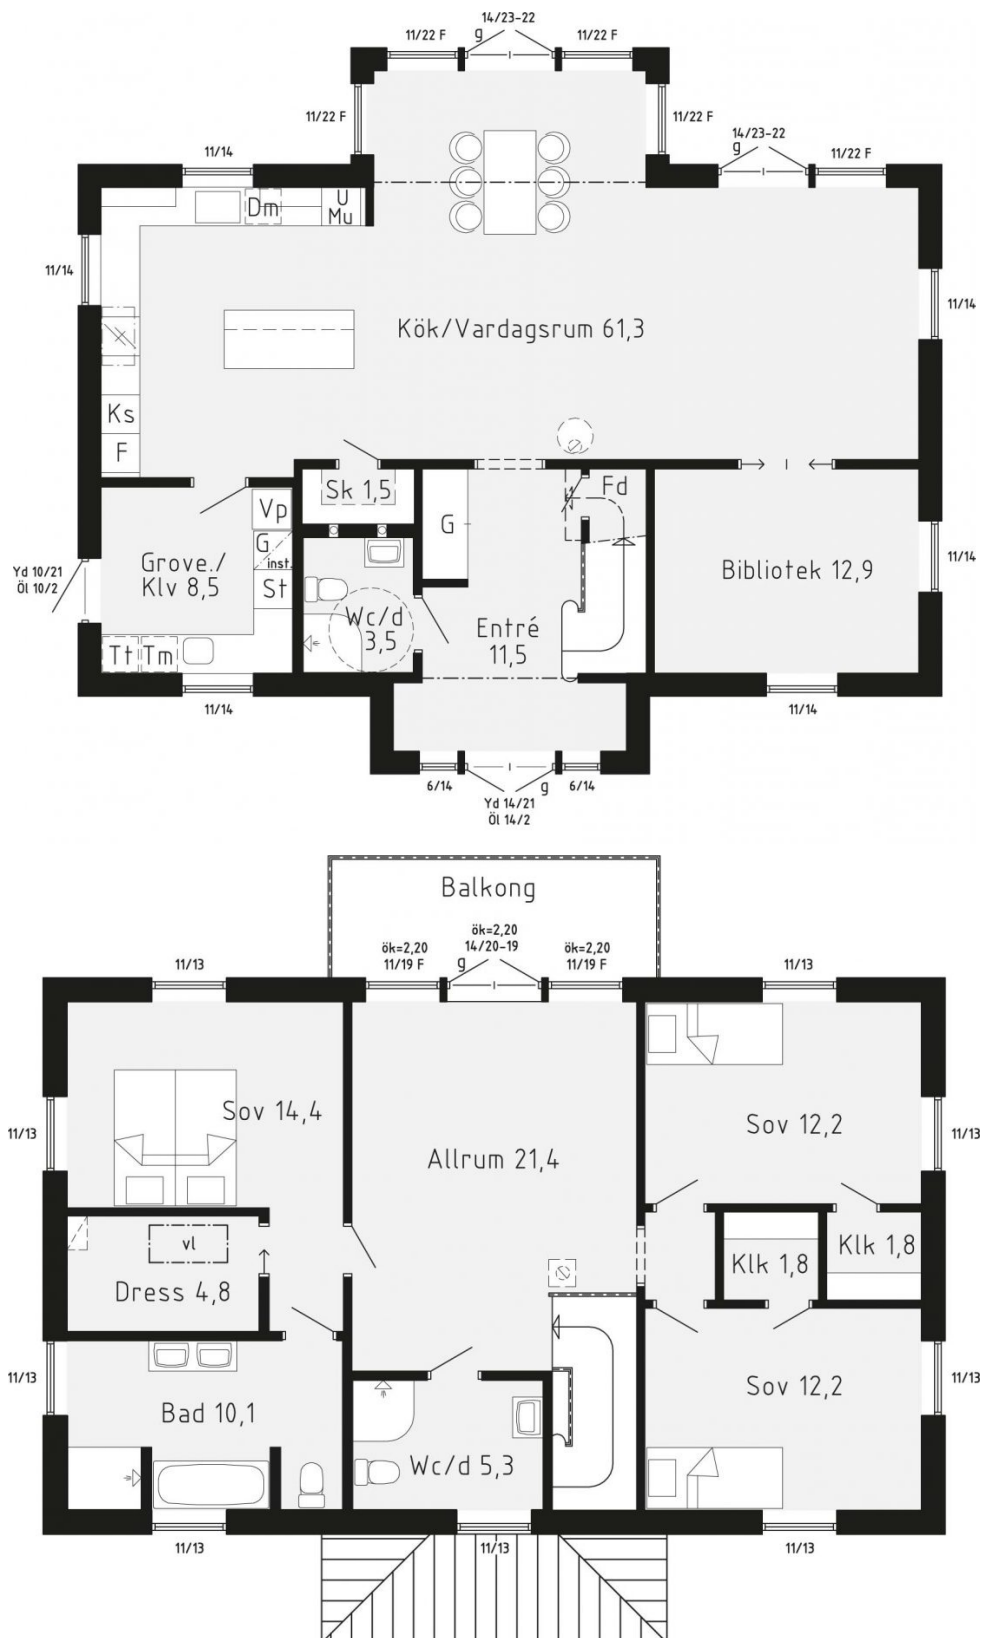 14/23-22
g
11/22 F
11/22 F
11/22 F
11/22 F
14/23-22
g
11/22 F
11/14
Dm
U
Mu
11/14
11/14
Kök/Vardagsrum 61,3
Ks
F
Sk 1,5
Fd
Vp
G
G
inst.
Grove./
Klv 8,5
St
Bibliotek 12,9
11/14
Yd 10/21
Öl 10/2
Wc/d
3,5
Entré
11,5
Tt
Tm
11/14
11/14
6/14
g
6/14
Yd 14/21
Öl 14/2
Balkong
ök=2,20
14/20-19
ök=2,20
11/19 F
g
ök=2,20
11/19 F
11/13
11/13
Sov 14,4
Sov 12,2
11/13
11/13
Allrum 21,4
vl
Dress 4,8
Klk 1,8
Klk 1,8
11/13
11/13
Sov 12,2
Bad 10,1
Wc/d 5,3
11/13
11/13
11/13